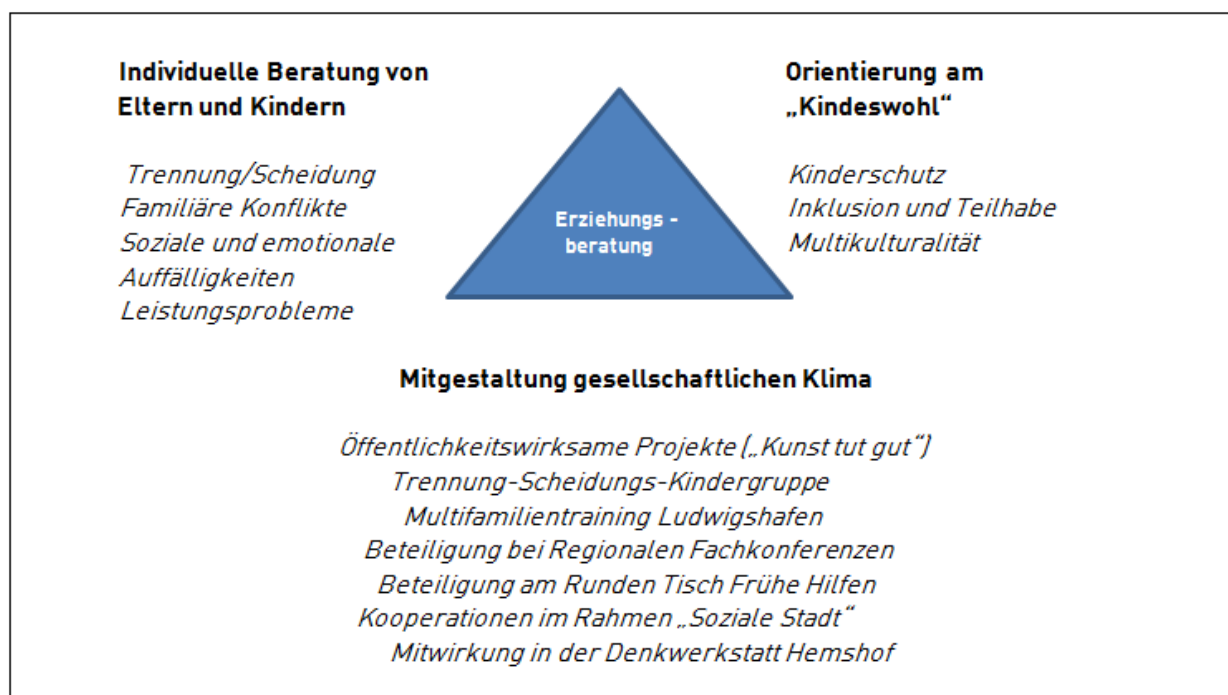 Individuelle Beratung von
Eltern und Kindern
Trennung/Scheidung
Familiäre Konflikte
Soziale und emotionale
Auffälligkeiten
Leistungsprobleme
Erziehungs -
beratung
Orientierung am
„Kindeswohl“
Kinderschutz
Inklusion und Teilhabe
Multikulturalität
Mitgestaltung gesellschaftlichen Klima
Öffentlichkeitswirksame Projekte („Kunst tut gut“)
Trennung-Scheidungs-Kindergruppe
Multifamilientraining Ludwigshafen
Beteiligung bei Regionalen Fachkonferenzen
Beteiligung am Runden Tisch Frühe Hilfen
Kooperationen im Rahmen „Soziale Stadt“
Mitwirkung in der Denkwerkstatt Hemshof